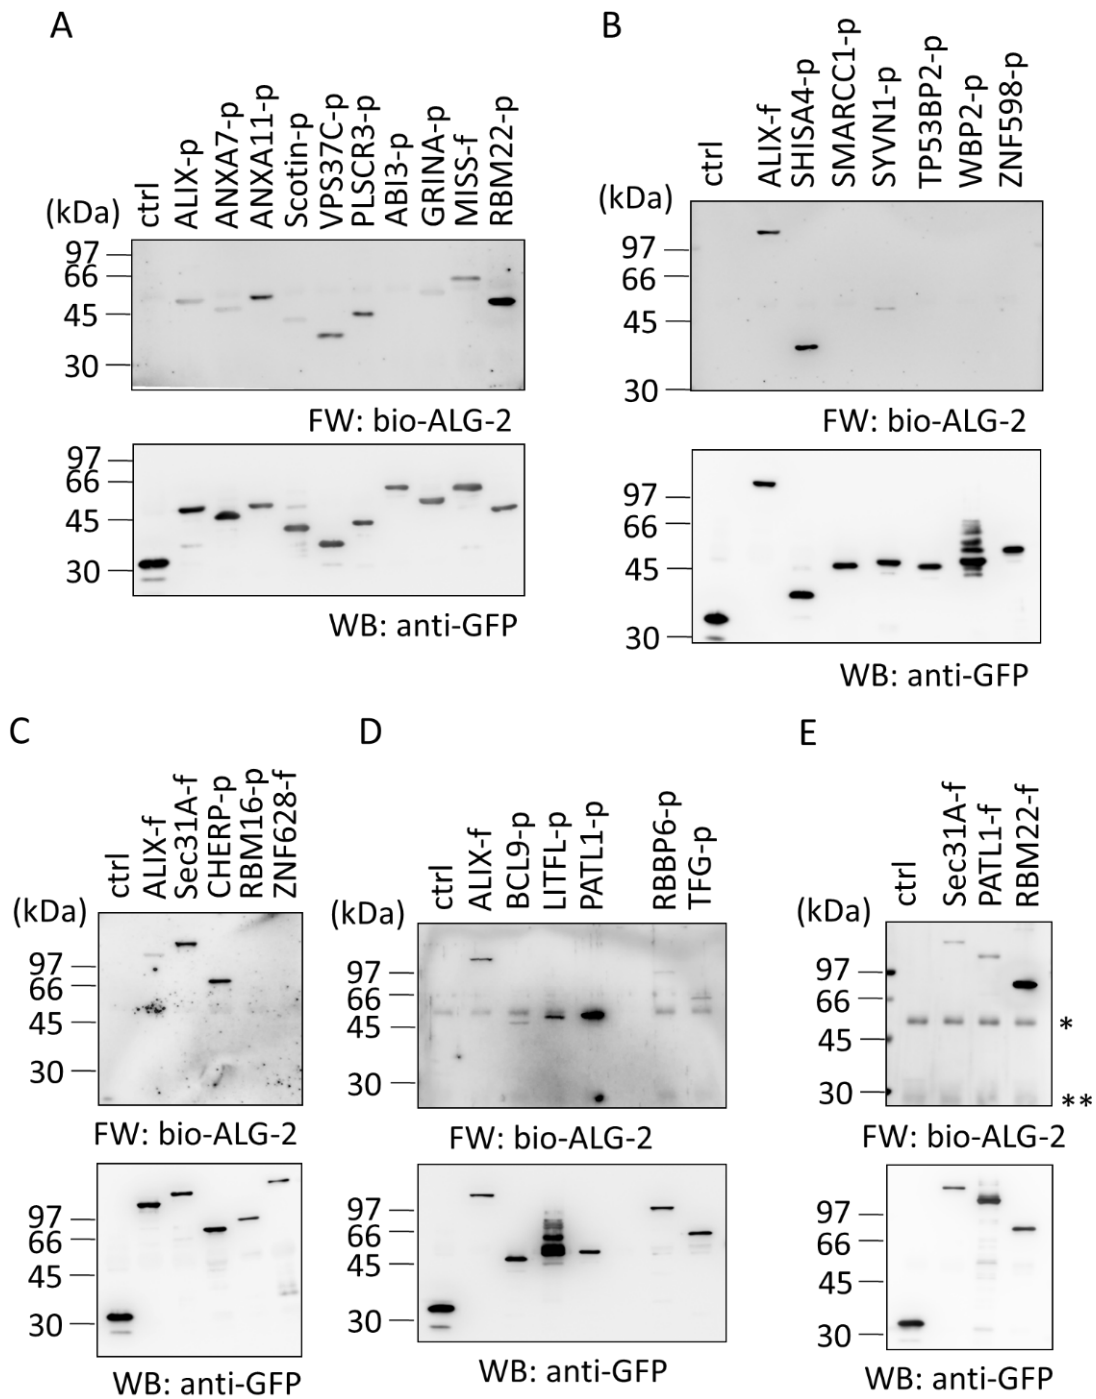 A
(kDa)
ctrl
ALIX-p
ANXA7-p
ANXA11-p
Scotin-p
VPS37C-p
PLSCR3-p
ABI3-p
GRINA-p
MISS-f
RBM22-p
97
66
45
30
FW: bio-ALG-2
97
66
45
30
WB: anti-GFP
B
(kDa)
ctrl
ALIX-f
SHISA4-p
SMARCC1-p
SYVN1-p
TP53BP2-p
WBP2-p
ZNF598-p
97
66
45
30
FW: bio-ALG-2
97
66
45
30
WB: anti-GFP
C
(kDa)
ctrl
ALIX-f
Sec31A-f
CHERP-p
RBM16-p
ZNF628-f
97
66
45
30
FW: bio-ALG-2
97
66
45
30
WB: anti-GFP
D
(kDa)
ctrl
ALIX-f
BCL9-p
LITFL-p
PATL1-p
RBBP6-p
TFG-p
97
66
45
30
FW: bio-ALG-2
97
66
45
30
WB: anti-GFP
E
(kDa)
ctrl
Sec31A-f
PATL1-f
RBM22-f
97
66
45
30
*
**
FW: bio-ALG-2
97
66
45
30
WB: anti-GFP